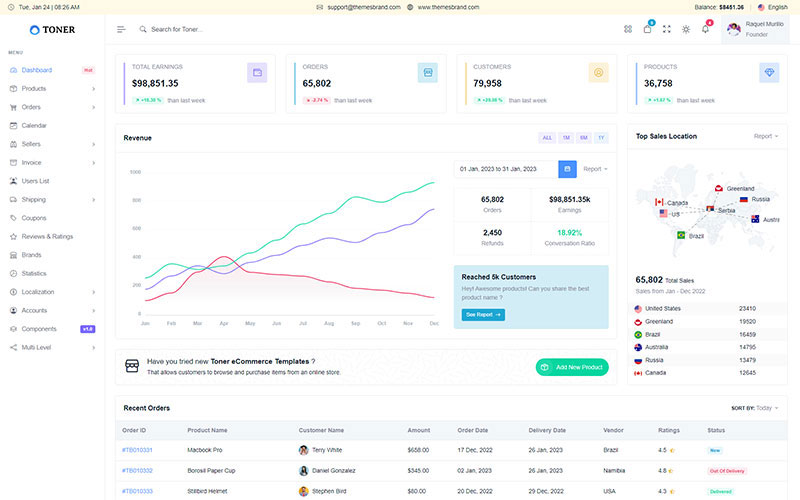 Tue, Jan 24 | 08:26 AM
support@themesbrand.com
www.themesbrand.com
Balance: $8451.36
English
TONER
Search for Toner...
Raquel Murillo
Founder
MENU
Dashboard Hot
Products
Orders
Calendar
Sellers
Invoice
Users List
Shipping
Coupons
Reviews & Ratings
Brands
Statistics
Localization
Accounts
Components v1.0
Multi Level
TOTAL EARNINGS
$98,851.35
than last week
ORDERS
65,802
than last week
CUSTOMERS
79,958
than last week
PRODUCTS
36,758
than last week
Revenue
ALL 1M 6M 1Y
1000
800
600
400
200
0
Jan Feb Mar Apr May Jun Jul Aug Sep Oct Nov Dec
01 Jan, 2023 to 31 Jan, 2023
Report
65,802
Orders
$98,851.35k
Earnings
2,450
Refunds
18.92%
Conversation Ratio
Reached 5k Customers
Hey! Awesome products! Can you share the best
product name ?
See Report
Top Sales Location
Report
Greenland
Canada
Russia
US
Serbia
Brazil
65,802 Total Sales
Sales from Jan - Dec 2022
United States 23410
Greenland 19520
Brazil 16459
Australia 14795
Russia 13479
Canada 12645
Have you tried new Toner eCommerce Templates ?
That allows customers to browse and purchase items from an online store.
Add New Product
Recent Orders
SORT BY: Today
Order ID Product Name Customer Name Amount Order Date Delivery Date Vendor Ratings Status
#TB010331 Macbook Pro Terry White $658.00 17 Dec, 2022 26 Jan, 2023 Brazil 4.5 New
#TB010332 Borosil Paper Cup Daniel Gonzalez $345.00 02 Jan, 2023 26 Jan, 2023 Namibia 4.8 Out Of Delivery
#TB010333 Stillbird Helmet Stephen Bird $80.00 20 Dec, 2022 29 Dec, 2022 USA 4.3 Delivered